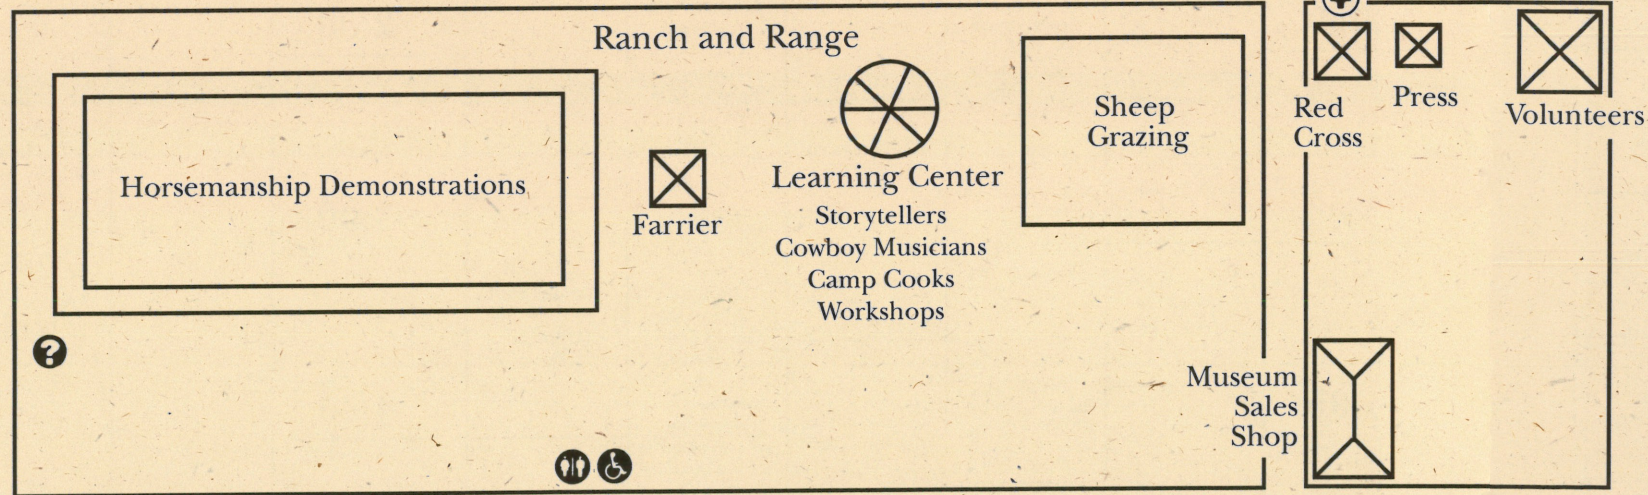 Ranch and Range
Horsemanship Demonstrations
Farrier
Learning Center
Storytellers
Cowboy Musicians
Camp Cooks
Workshops
Sheep
Grazing
Red
Cross
Press
Volunteers
?
Museum
Sales
Shop